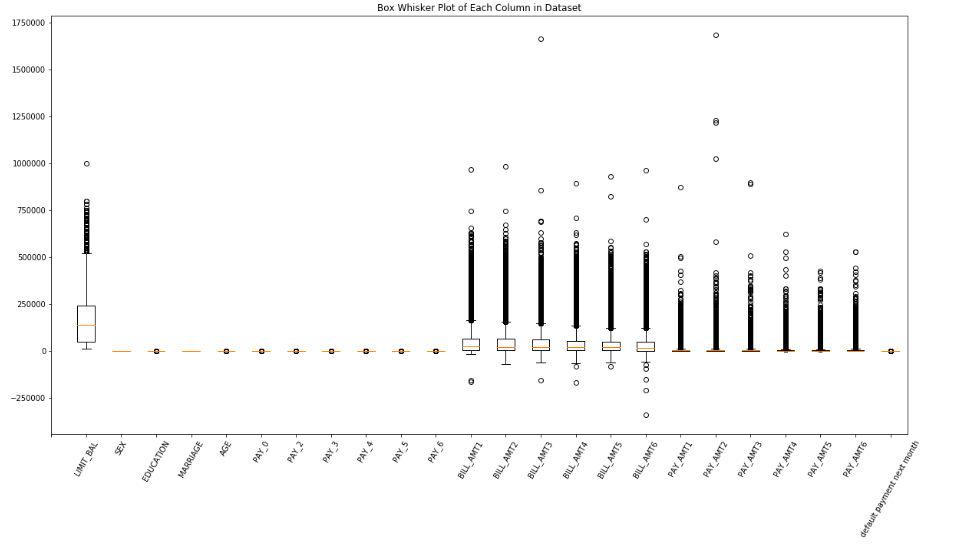 Box Whisker Plot of Each Column in Dataset
1750000
1500000
1250000
1000000
750000
500000
250000
0
−250000
LIMIT_BAL
SEX
EDUCATION
MARRIAGE
AGE
PAY_0
PAY_2
PAY_3
PAY_4
PAY_5
PAY_6
BILL_AMT1
BILL_AMT2
BILL_AMT3
BILL_AMT4
BILL_AMT5
BILL_AMT6
PAY_AMT1
PAY_AMT2
PAY_AMT3
PAY_AMT4
PAY_AMT5
PAY_AMT6
default payment next month